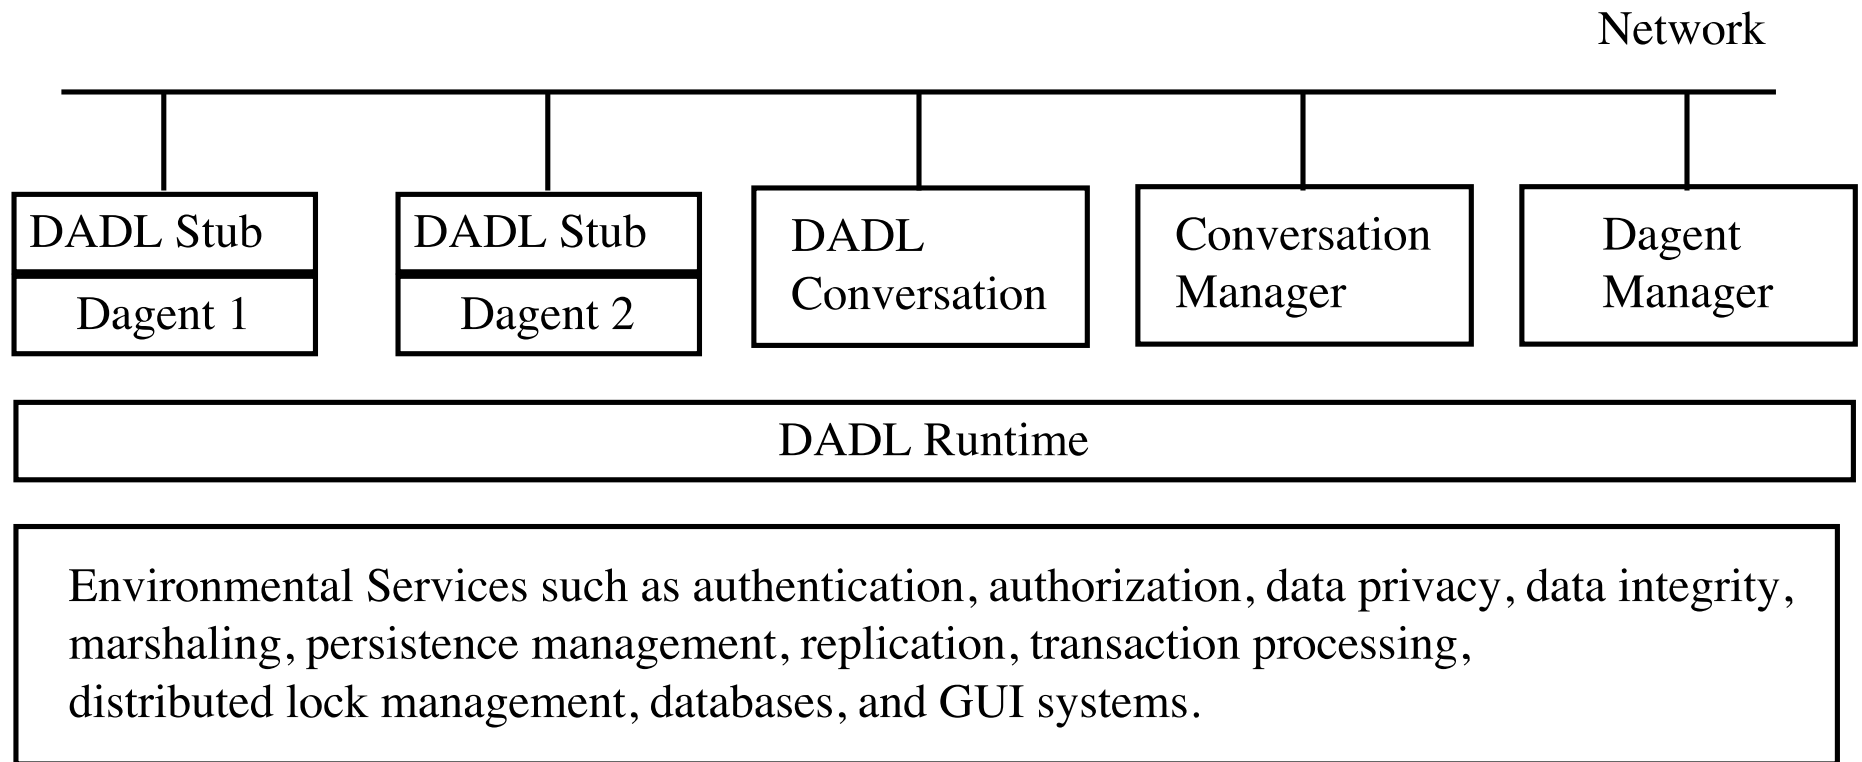 Network
DADL Stub
Dagent 1
DADL Stub
Dagent 2
DADL
Conversation
Conversation
Manager
Dagent
Manager
DADL Runtime
Environmental Services such as authentication, authorization, data privacy, data integrity,
marshaling, persistence management, replication, transaction processing,
distributed lock management, databases, and GUI systems.